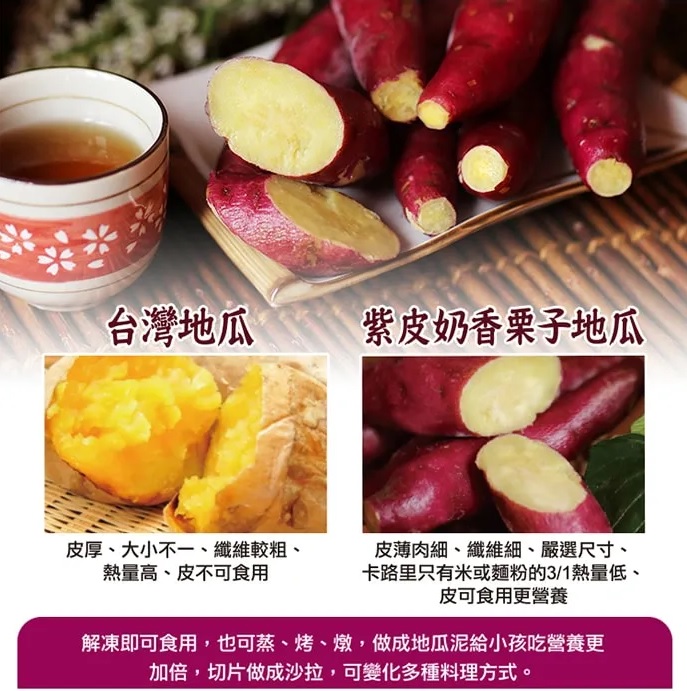 台灣地瓜
紫皮奶香栗子地瓜
皮厚、大小不一、纖維較粗、
熱量高、皮不可食用
皮薄肉細、纖維細、嚴選尺寸、
卡路里只有米或麵粉的3/1熱量低、
皮可食用更營養
解凍即可食用，也可蒸、烤、燉，做成地瓜泥給小孩吃營養更
加倍，切片做成沙拉，可變化多種料理方式。